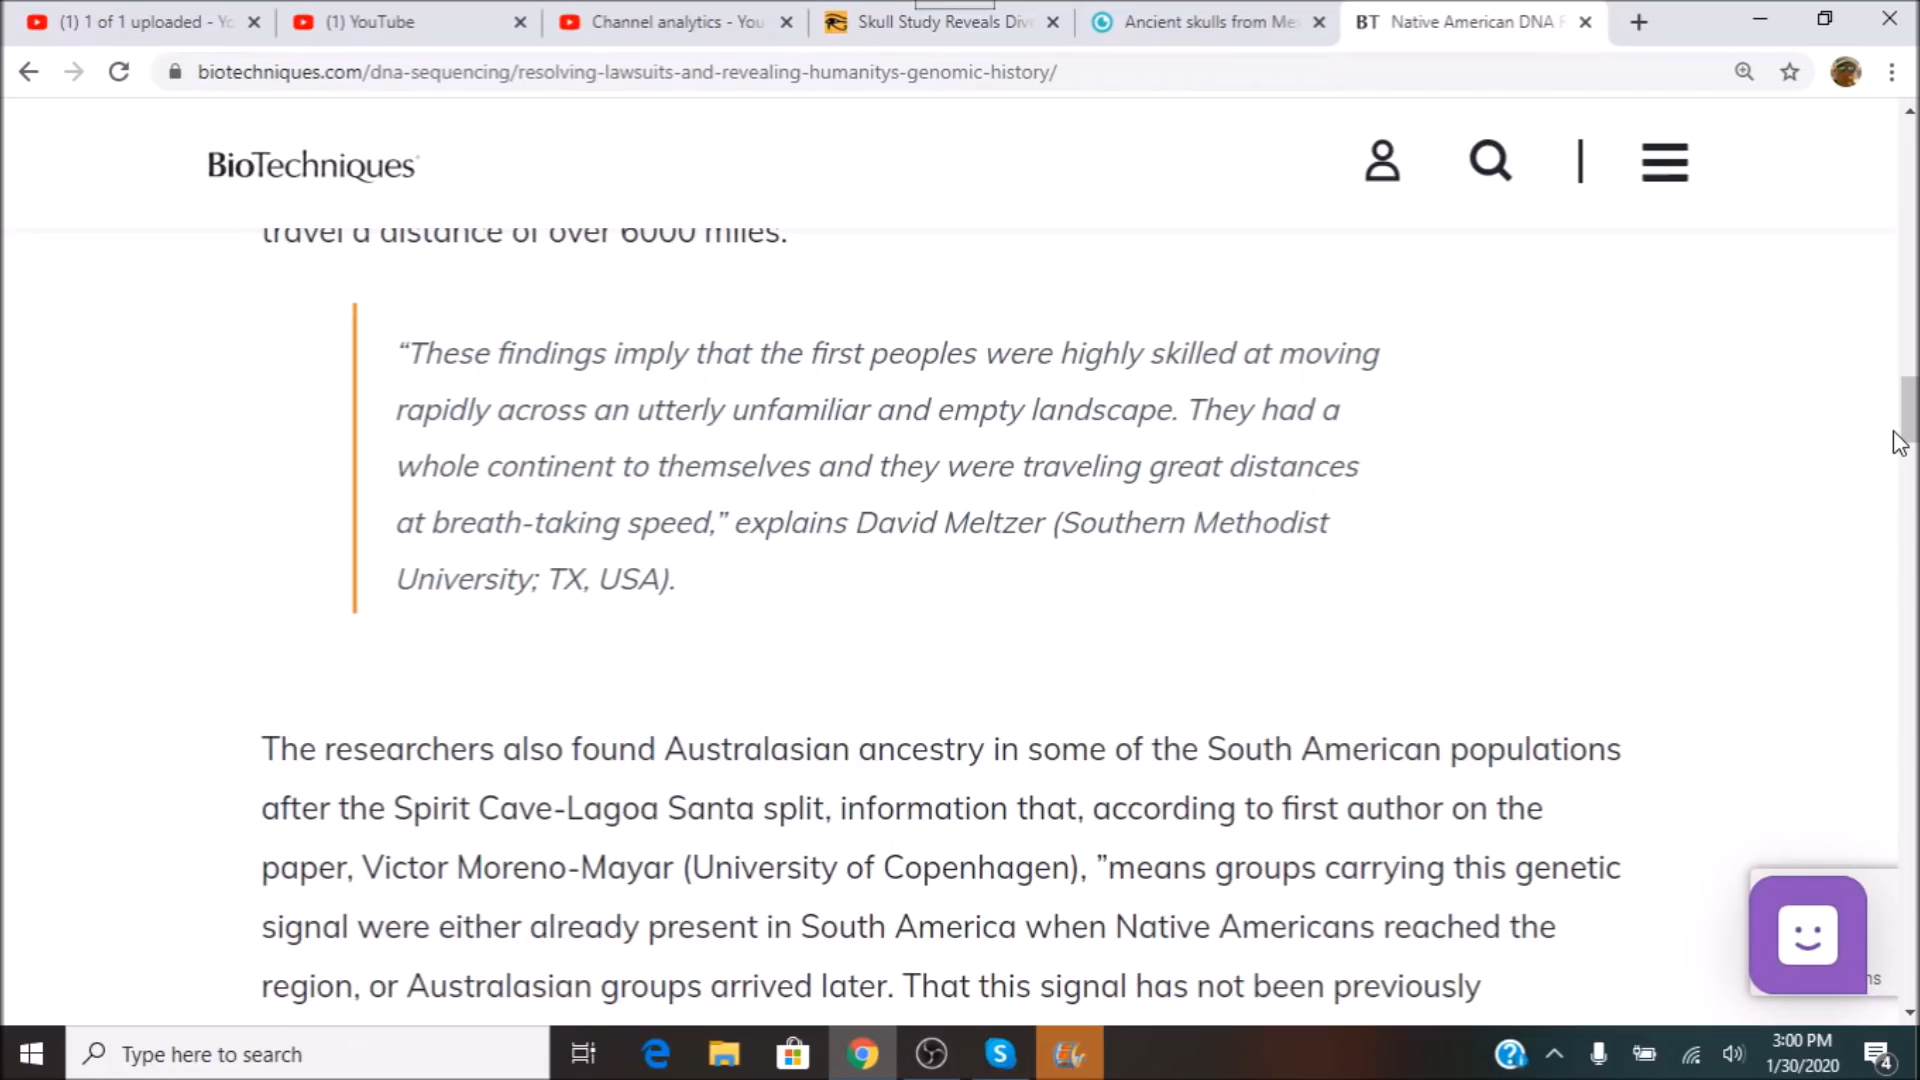 (1) 1 of 1 uploaded - Yo
(1) YouTube
Channel analytics - You
Skull Study Reveals Dive
Ancient skulls from Me
BT Native American DNA
biotechniques.com/dna-sequencing/resolving-lawsuits-and-revealing-humanitys-genomic-history/
BioTechniques
travel a distance of over 6000 miles.
“These findings imply that the first peoples were highly skilled at moving
rapidly across an utterly unfamiliar and empty landscape. They had a
whole continent to themselves and they were traveling great distances
at breath-taking speed,” explains David Meltzer (Southern Methodist
University; TX, USA).
The researchers also found Australasian ancestry in some of the South American populations
after the Spirit Cave-Lagoa Santa split, information that, according to first author on the
paper, Victor Moreno-Mayar (University of Copenhagen), ”means groups carrying this genetic
signal were either already present in South America when Native Americans reached the
region, or Australasian groups arrived later. That this signal has not been previously
ns
Type here to search
3:00 PM
1/30/2020
4